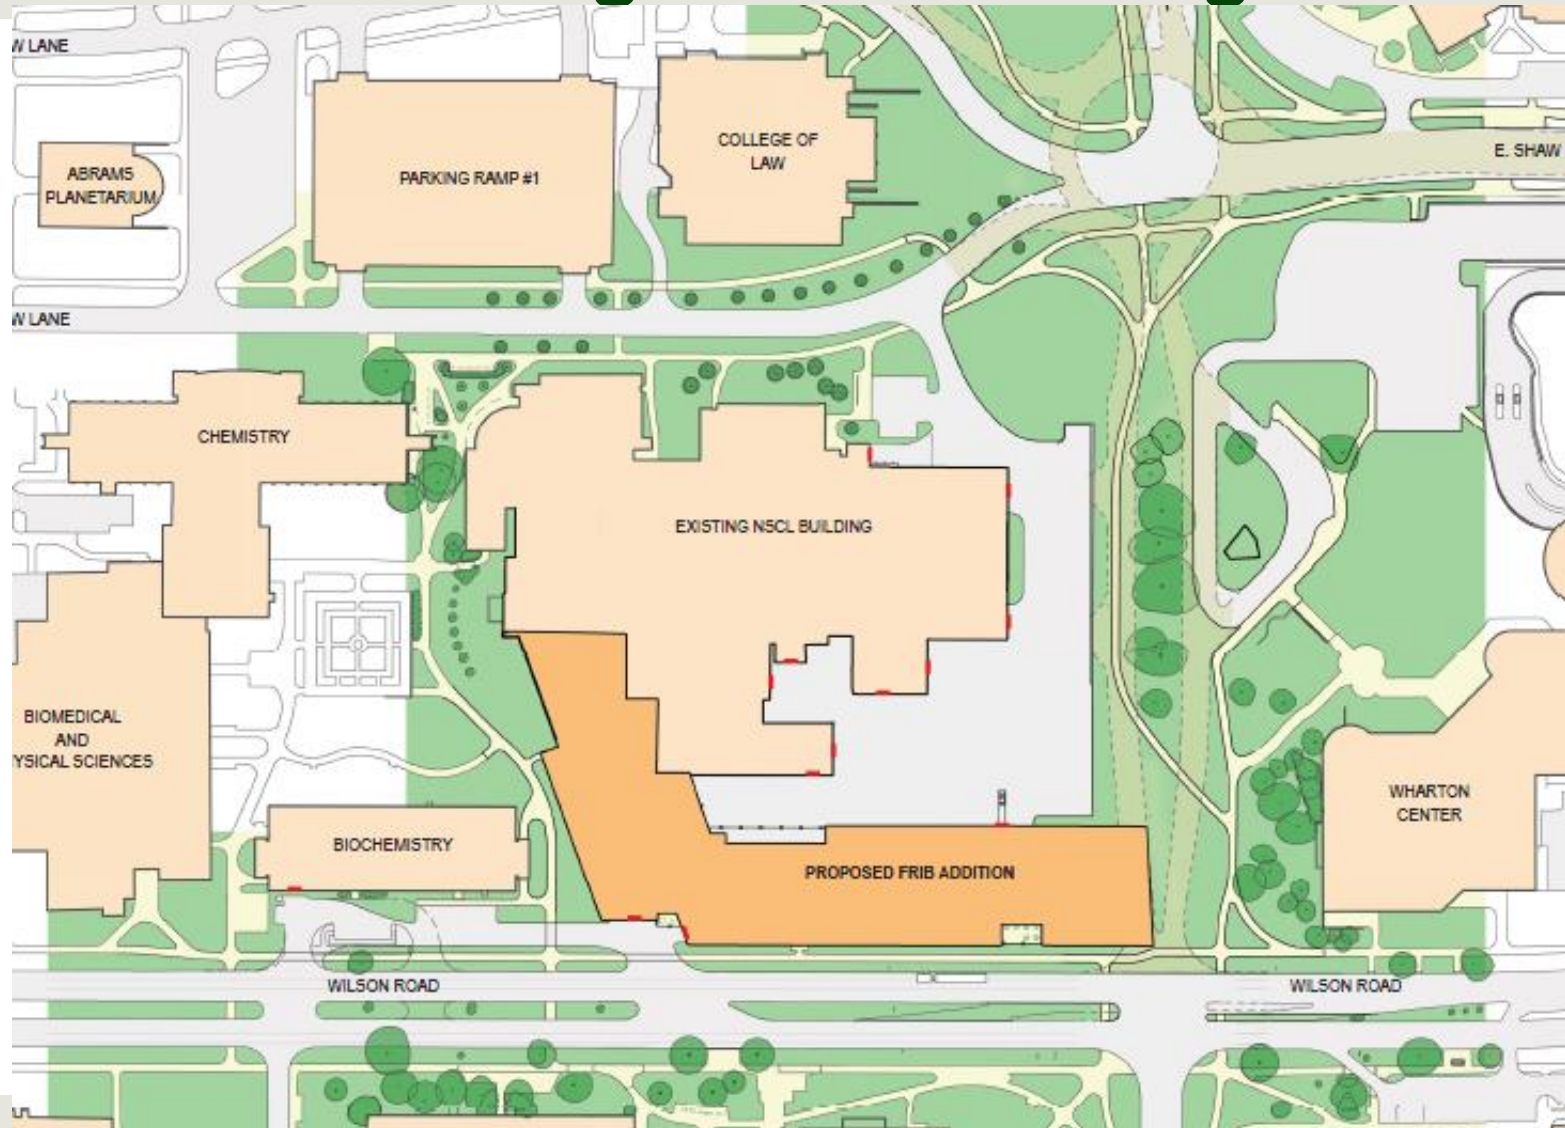 W LANE
ABRAMS
PLANETARIUM
PARKING RAMP #1
COLLEGE OF
LAW
E. SHAW
W LANE
CHEMISTRY
EXISTING NSCL BUILDING
BIOMEDICAL
AND
YSICAL SCIENCES
BIOCHEMISTRY
PROPOSED FRIB ADDITION
WHARTON
CENTER
WILSON ROAD
WILSON ROAD